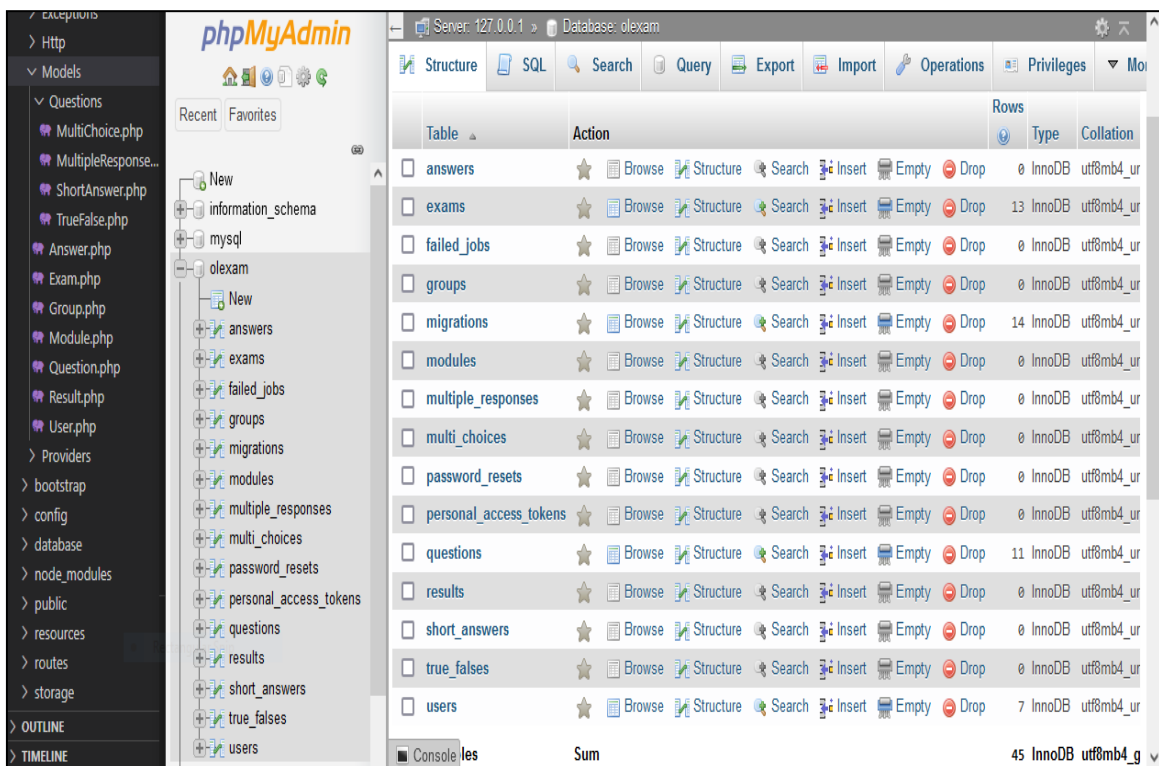 Exceptions
Http
Models
Questions
MultiChoice.php
MultipleResponse...
ShortAnswer.php
TrueFalse.php
Answer.php
Exam.php
Group.php
Module.php
Question.php
Result.php
User.php
Providers
bootstrap
config
database
node_modules
public
resources
routes
storage
OUTLINE
TIMELINE
phpMyAdmin
Recent Favorites
New
information_schema
mysql
olexam
New
answers
exams
failed_jobs
groups
migrations
modules
multiple_responses
multi_choices
password_resets
personal_access_tokens
questions
results
short_answers
true_falses
users
Server: 127.0.0.1 » Database: olexam
Structure SQL Search Query Export Import Operations Privileges Mor
Table Action Rows Type Collation
answers Browse Structure Search Insert Empty Drop 0 InnoDB utf8mb4_ur
exams Browse Structure Search Insert Empty Drop 13 InnoDB utf8mb4_ur
failed_jobs Browse Structure Search Insert Empty Drop 0 InnoDB utf8mb4_ur
groups Browse Structure Search Insert Empty Drop 0 InnoDB utf8mb4_ur
migrations Browse Structure Search Insert Empty Drop 14 InnoDB utf8mb4_ur
modules Browse Structure Search Insert Empty Drop 0 InnoDB utf8mb4_ur
multiple_responses Browse Structure Search Insert Empty Drop 0 InnoDB utf8mb4_ur
multi_choices Browse Structure Search Insert Empty Drop 0 InnoDB utf8mb4_ur
password_resets Browse Structure Search Insert Empty Drop 0 InnoDB utf8mb4_ur
personal_access_tokens Browse Structure Search Insert Empty Drop 0 InnoDB utf8mb4_ur
questions Browse Structure Search Insert Empty Drop 11 InnoDB utf8mb4_ur
results Browse Structure Search Insert Empty Drop 0 InnoDB utf8mb4_ur
short_answers Browse Structure Search Insert Empty Drop 0 InnoDB utf8mb4_ur
true_falses Browse Structure Search Insert Empty Drop 0 InnoDB utf8mb4_ur
users Browse Structure Search Insert Empty Drop 7 InnoDB utf8mb4_ur
Console les Sum 45 InnoDB utf8mb4_g